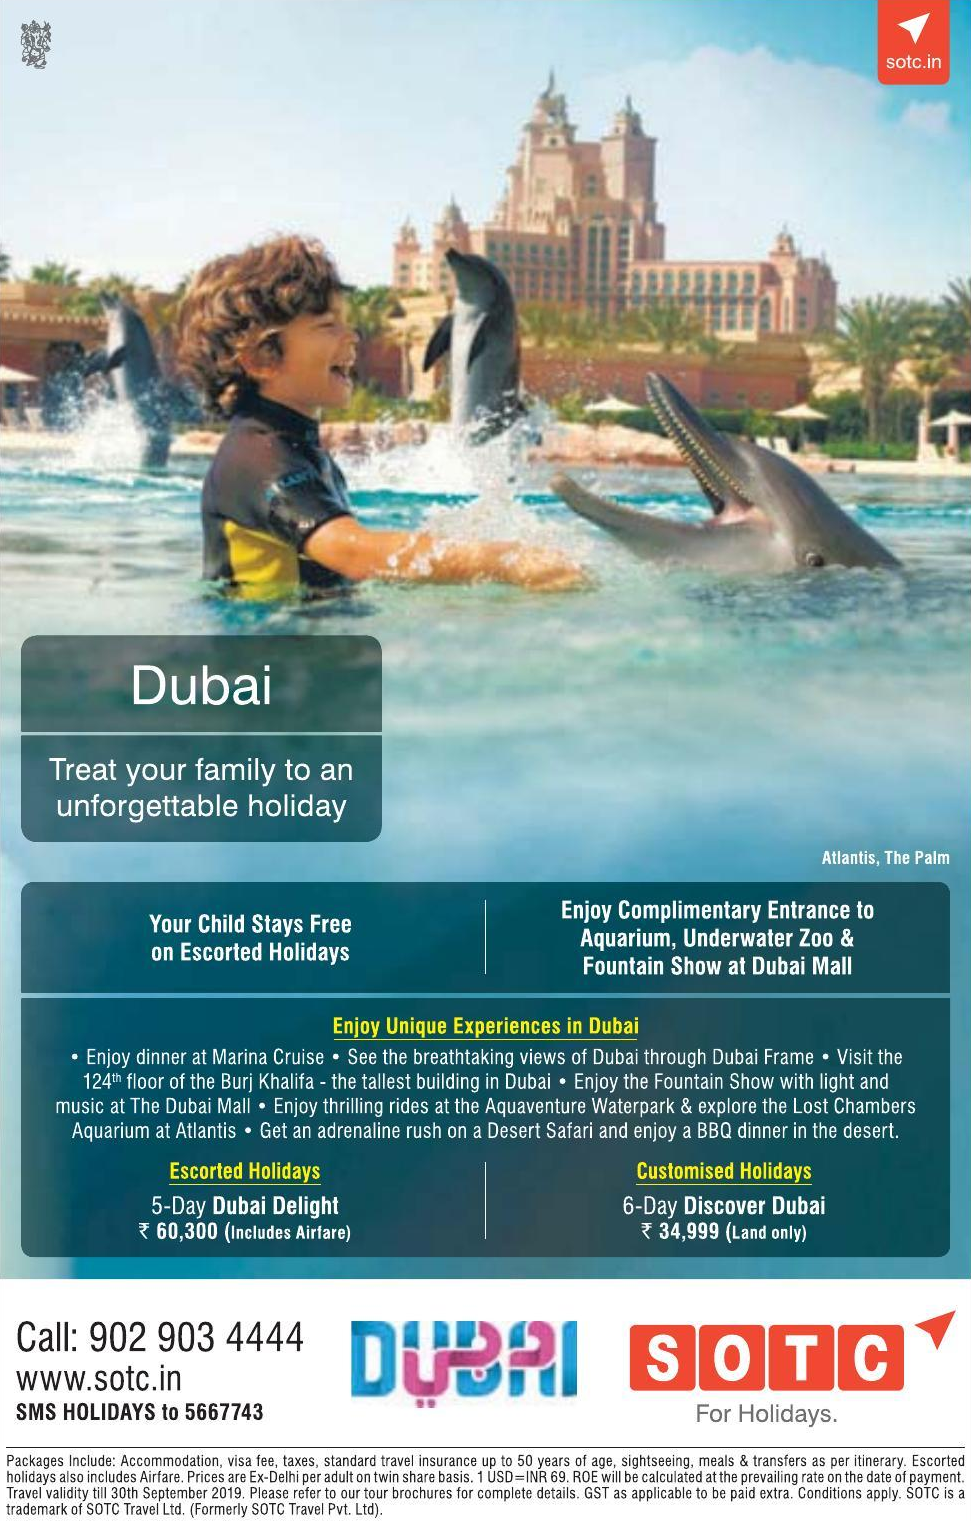 sotc.in
Dubai
Treat your family to an
unforgettable holiday
Atlantis, The Palm
Your Child Stays Free
on Escorted Holidays
Enjoy Complimentary Entrance to
Aquarium, Underwater Zoo &
Fountain Show at Dubai Mall
Enjoy Unique Experiences in Dubai
• Enjoy dinner at Marina Cruise • See the breathtaking views of Dubai through Dubai Frame • Visit the
124th floor of the Burj Khalifa - the tallest building in Dubai • Enjoy the Fountain Show with light and
music at The Dubai Mall • Enjoy thrilling rides at the Aquaventure Waterpark & explore the Lost Chambers
Aquarium at Atlantis • Get an adrenaline rush on a Desert Safari and enjoy a BBQ dinner in the desert.
Escorted Holidays
5-Day Dubai Delight
₹ 60,300 (Includes Airfare)
Customised Holidays
6-Day Discover Dubai
₹ 34,999 (Land only)
Call: 902 903 4444
www.sotc.in
SMS HOLIDAYS to 5667743
DUBAI
SOTC
For Holidays.
Packages Include: Accommodation, visa fee, taxes, standard travel insurance up to 50 years of age, sightseeing, meals & transfers as per itinerary. Escorted
holidays also includes Airfare. Prices are Ex-Delhi per adult on twin share basis. 1 USD=INR 69. ROE will be calculated at the prevailing rate on the date of payment.
Travel validity till 30th September 2019. Please refer to our tour brochures for complete details. GST as applicable to be paid extra. Conditions apply. SOTC is a
trademark of SOTC Travel Ltd. (Formerly SOTC Travel Pvt. Ltd).